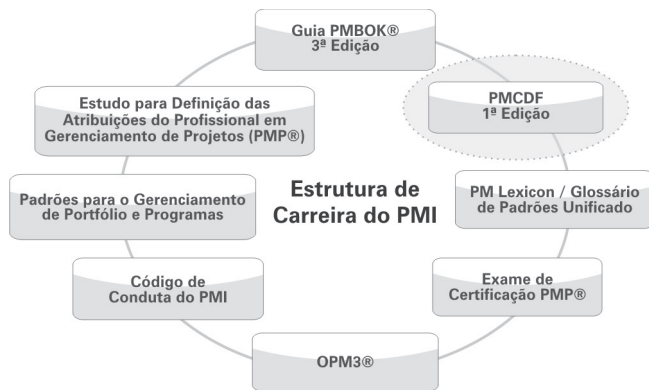 Guia PMBOK®
3ª Edição
PMCDF
1ª Edição
Estudo para Definição das
Atribuições do Profissional em
Gerenciamento de Projetos (PMP®)
Padrões para o Gerenciamento
de Portfólio e Programas
Estrutura de
Carreira do PMI
PM Lexicon / Glossário
de Padrões Unificado
Código de
Conduta do PMI
Exame de
Certificação PMP®
OPM3®